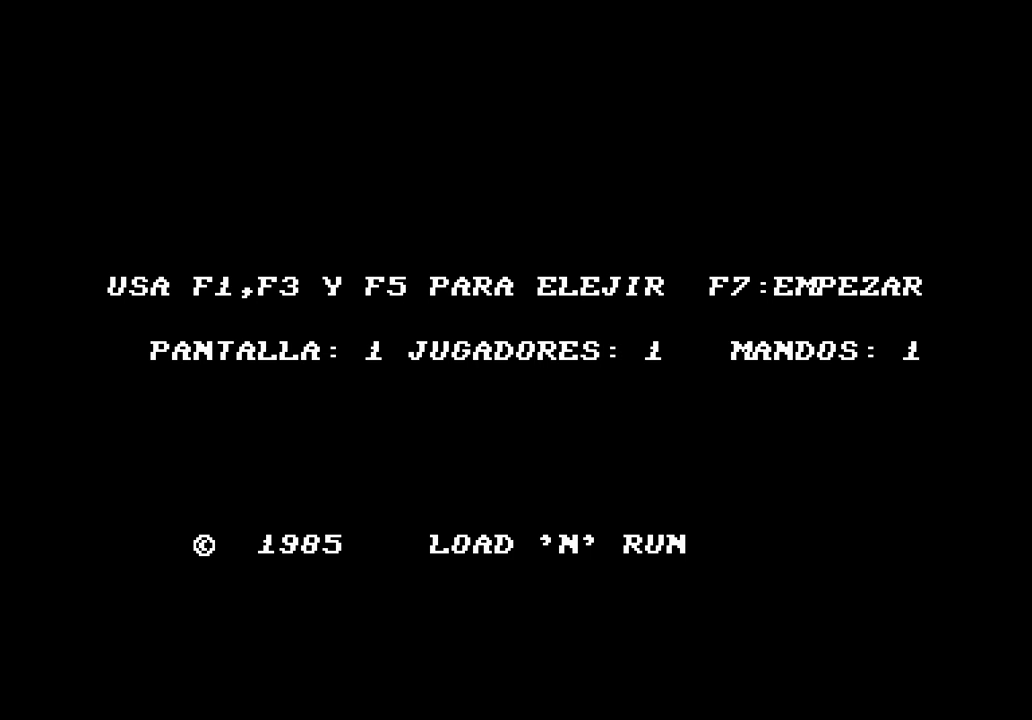 USA F1,F3 Y F5 PARA ELEJIR F7:EMPEZAR
PANTALLA: 1 JUGADORES: 1 MANDOS: 1
© 1985 LOAD 'N' RUN